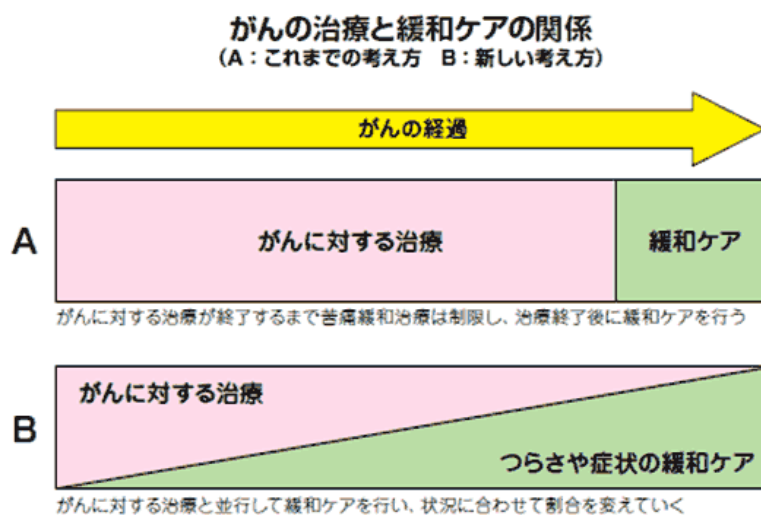 がんの治療と緩和ケアの関係
(A：これまでの考え方　B：新しい考え方)
がんの経過
A
がんに対する治療
緩和ケア
がんに対する治療が終了するまで苦痛緩和治療は制限し、治療終了後に緩和ケアを行う
B
がんに対する治療
つらさや症状の緩和ケア
がんに対する治療と並行して緩和ケアを行い、状況に合わせて割合を変えていく